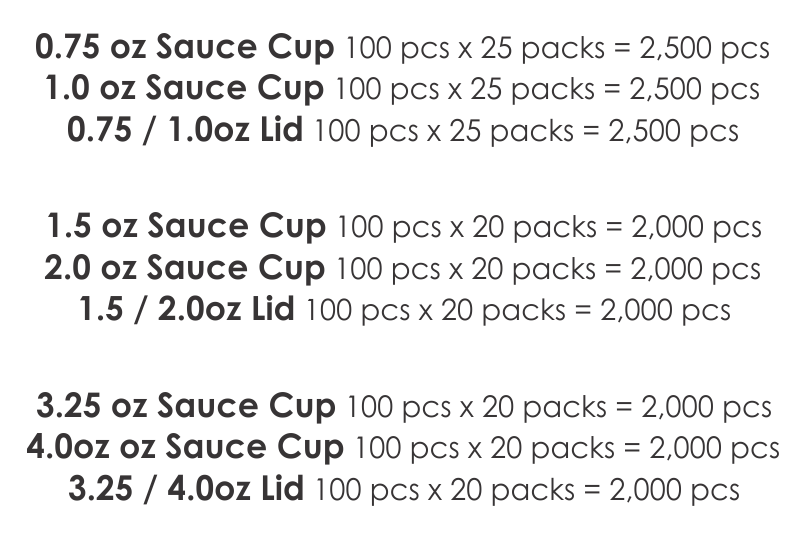 0.75 oz Sauce Cup 100 pcs x 25 packs = 2,500 pcs
1.0 oz Sauce Cup 100 pcs x 25 packs = 2,500 pcs
0.75 / 1.0oz Lid 100 pcs x 25 packs = 2,500 pcs
1.5 oz Sauce Cup 100 pcs x 20 packs = 2,000 pcs
2.0 oz Sauce Cup 100 pcs x 20 packs = 2,000 pcs
1.5 / 2.0oz Lid 100 pcs x 20 packs = 2,000 pcs
3.25 oz Sauce Cup 100 pcs x 20 packs = 2,000 pcs
4.0oz oz Sauce Cup 100 pcs x 20 packs = 2,000 pcs
3.25 / 4.0oz Lid 100 pcs x 20 packs = 2,000 pcs